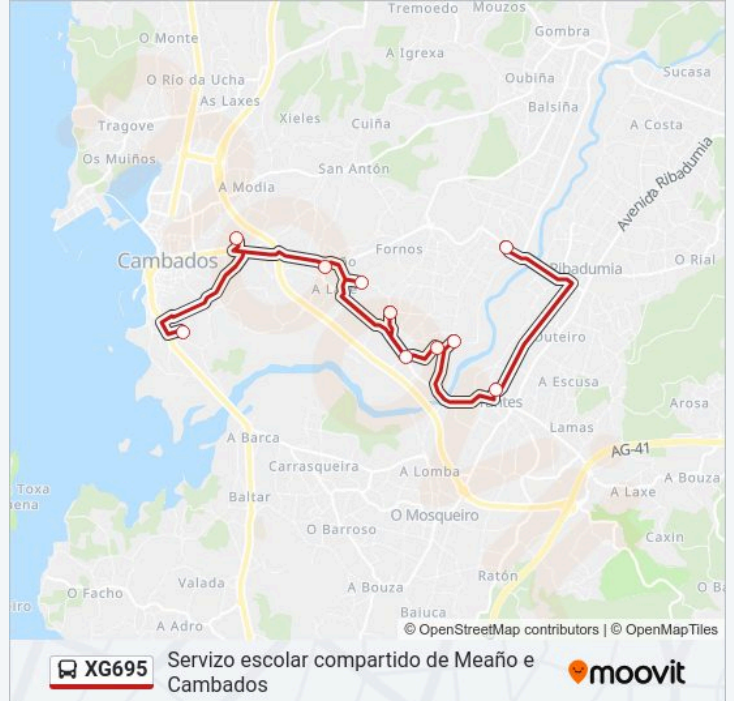 Tremoedo
Mouzos
O Monte
Gombra
A Igrexa
O Río da Ucha
Oubiña
Sucasa
As Laxes
Balsiña
Xieles
Cuiña
Tragove
A Costa
Os Muiños
San Antón
Avenida Ribadumia
A Modia
Fornos
Cambados
Ribadumia
O Rial
Outeiro
A Escusa
Arosa
Lamas
A Barca
AG-41
Carrasqueira
A Lomba
A Bouza
Toxa
Baltar
A Laxe
O Mosqueiro
O Barroso
Caxin
Ratón
Valada
O Facho
A Bouza
Baiuca
A Adro
© OpenStreetMap contributors | © OpenMapTiles
XG695
Servizo escolar compartido de Meaño e
Cambados
moovit